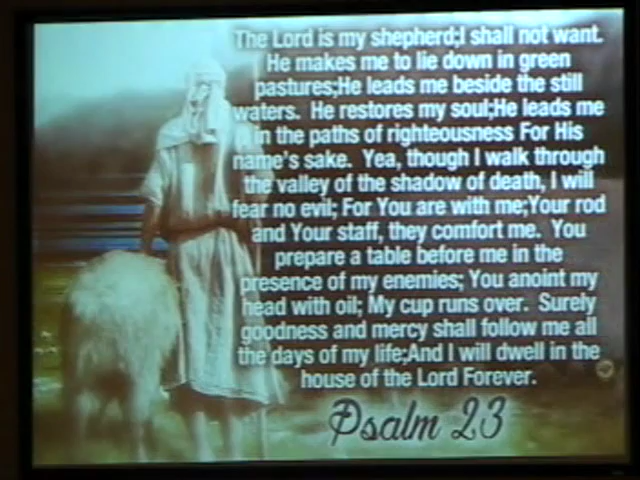 The Lord is my shepherd;I shall not want.
He makes me to lie down in green
pastures;He leads me beside the still
waters. He restores my soul;He leads me
in the paths of righteousness For His
name's sake. Yea, though I walk through
the valley of the shadow of death, I will
fear no evil; For You are with me;Your rod
and Your staff, they comfort me. You
prepare a table before me in the
presence of my enemies; You anoint my
head with oil; My cup runs over. Surely
goodness and mercy shall follow me all
the days of my life;And I will dwell in the
house of the Lord Forever.
Psalm 23